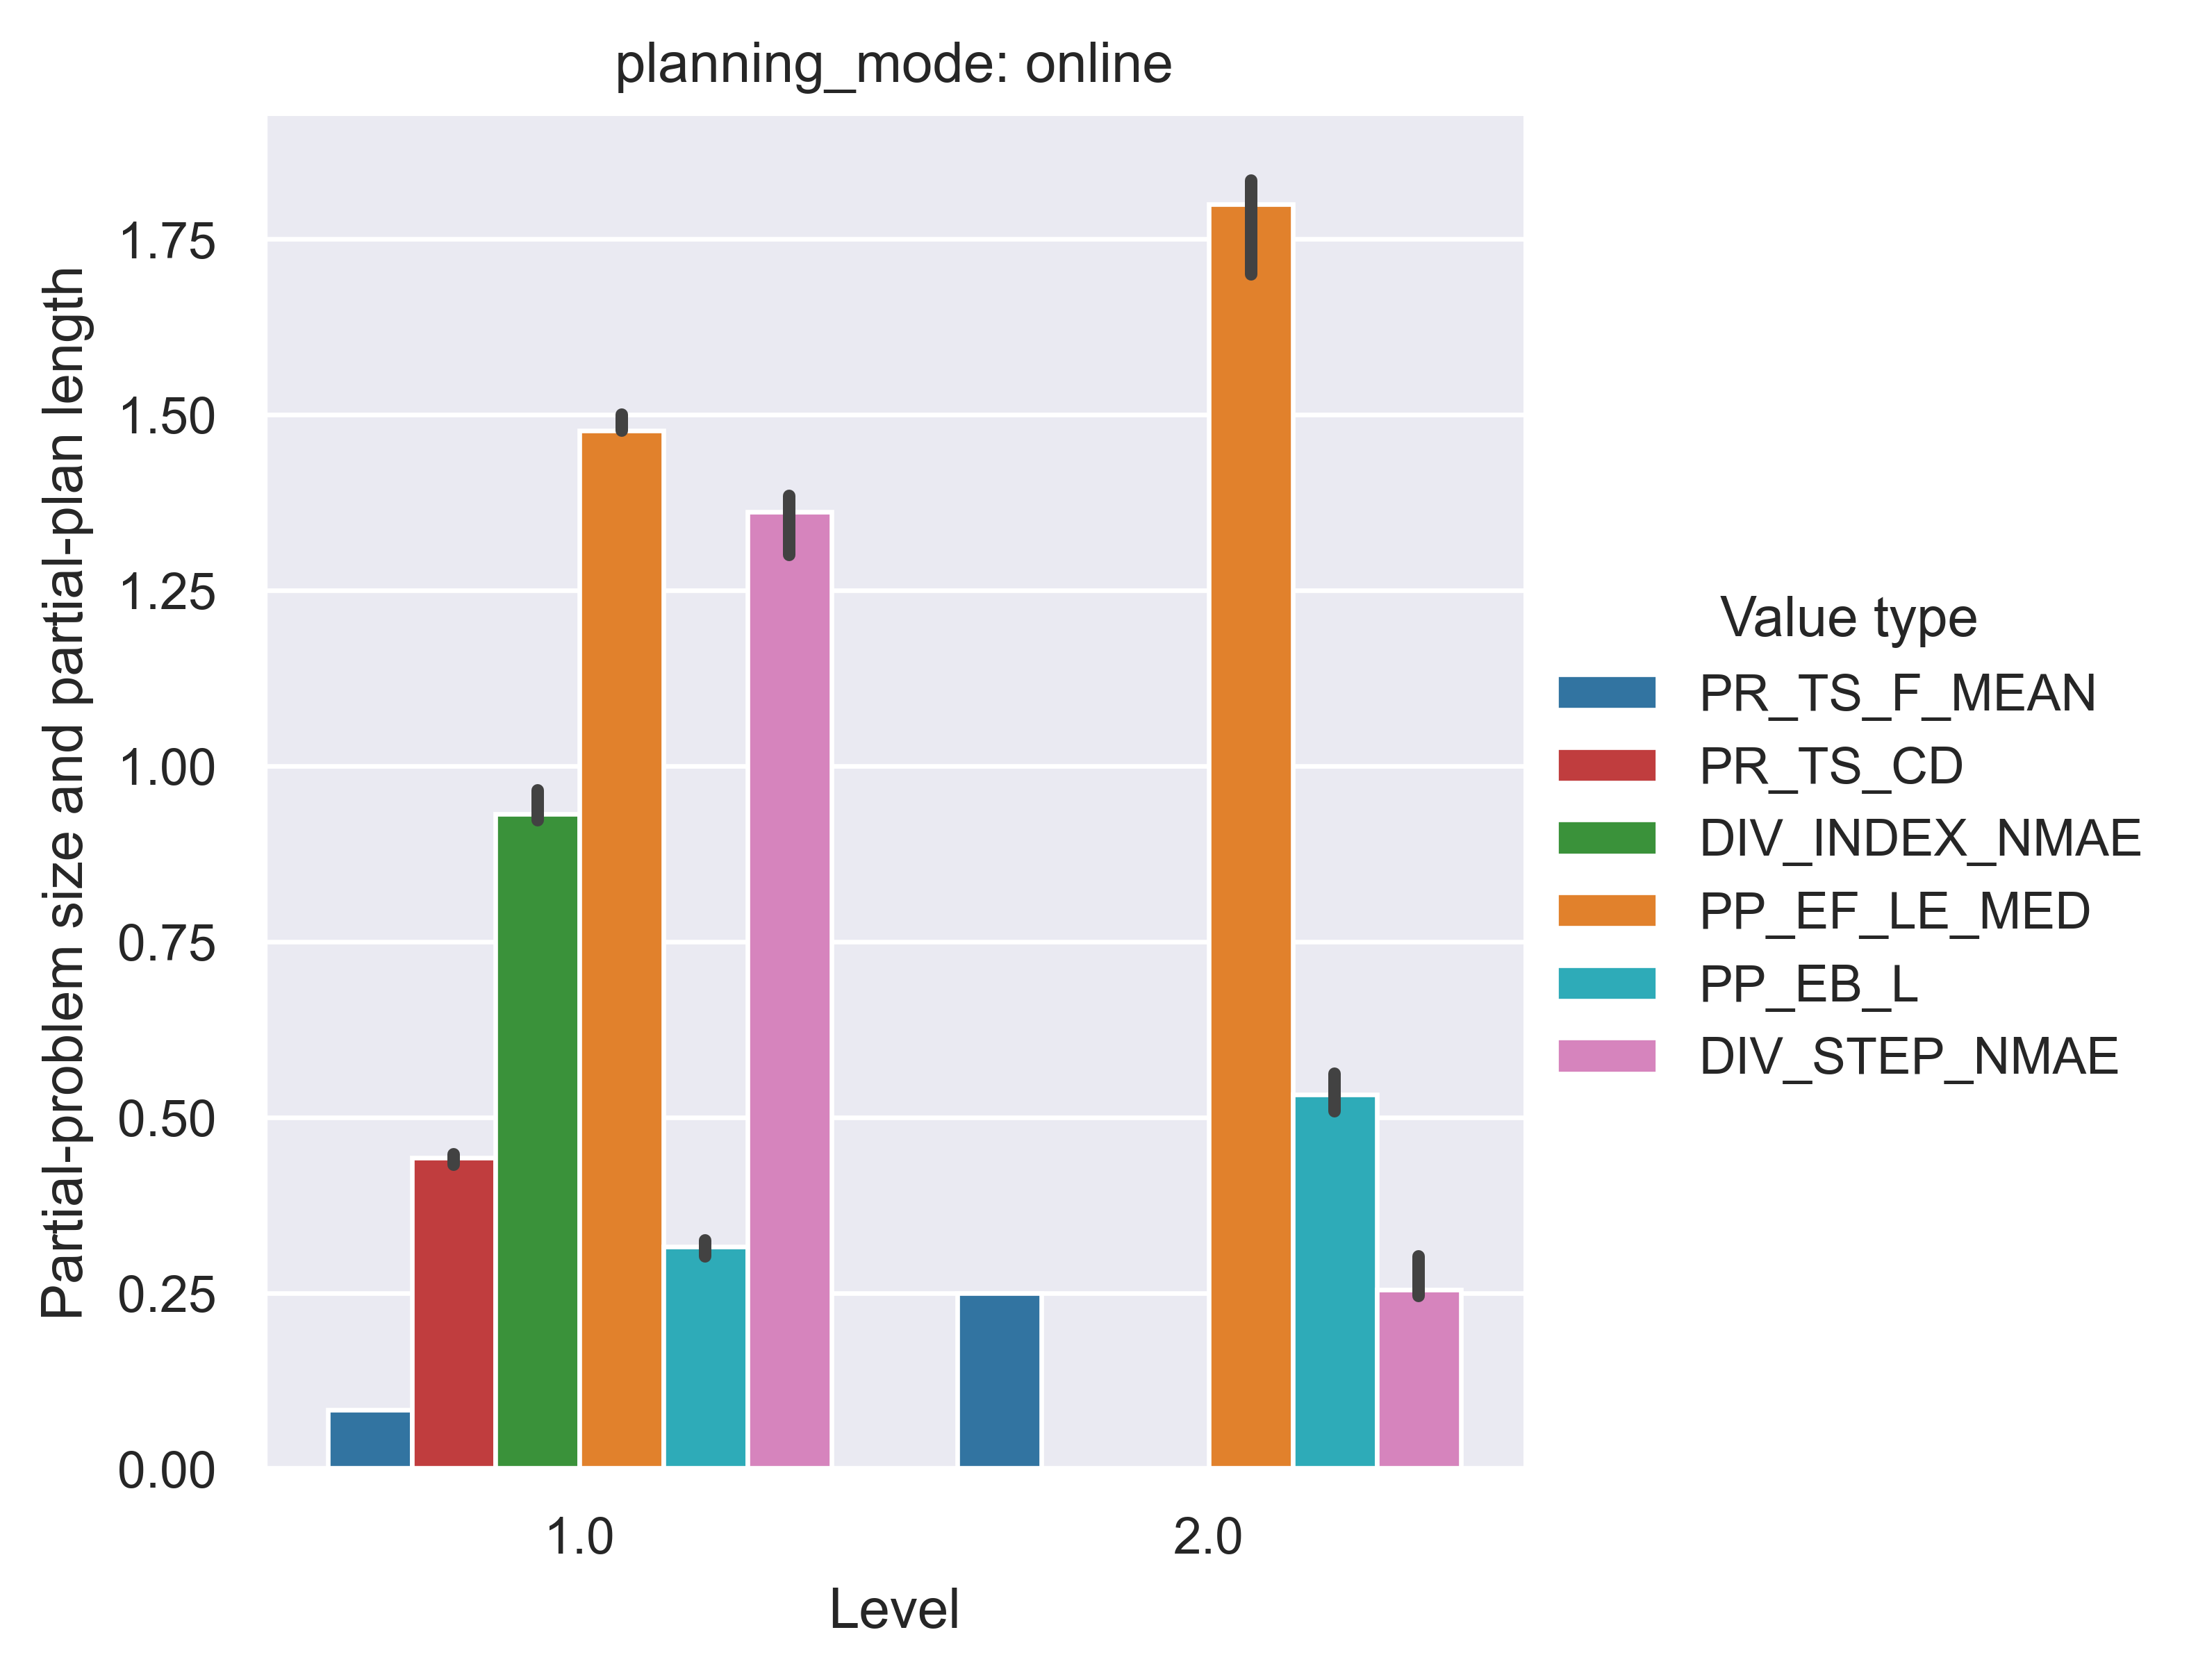 planning_mode: online
Partial-problem size and partial-plan length
1.75
1.50
1.25
1.00
0.75
0.50
0.25
0.00
1.0
2.0
Level
Value type
PR_TS_F_MEAN
PR_TS_CD
DIV_INDEX_NMAE
PP_EF_LE_MED
PP_EB_L
DIV_STEP_NMAE